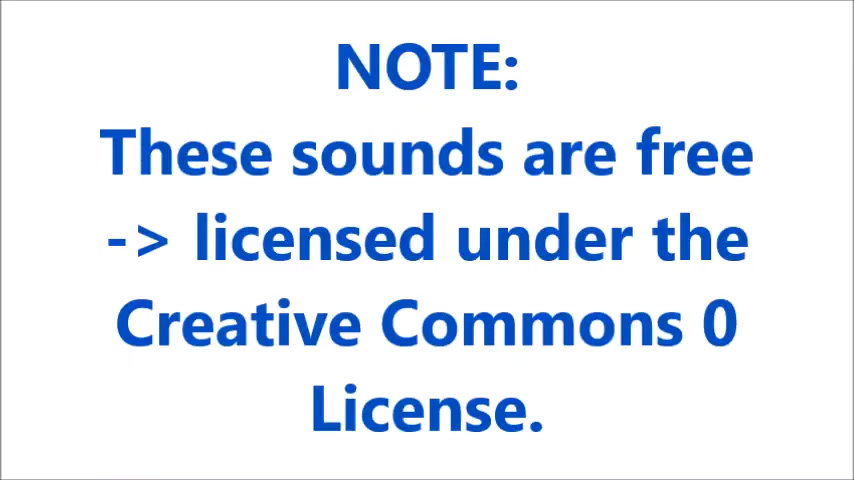 NOTE:
These sounds are free
-> licensed under the
Creative Commons 0
License.